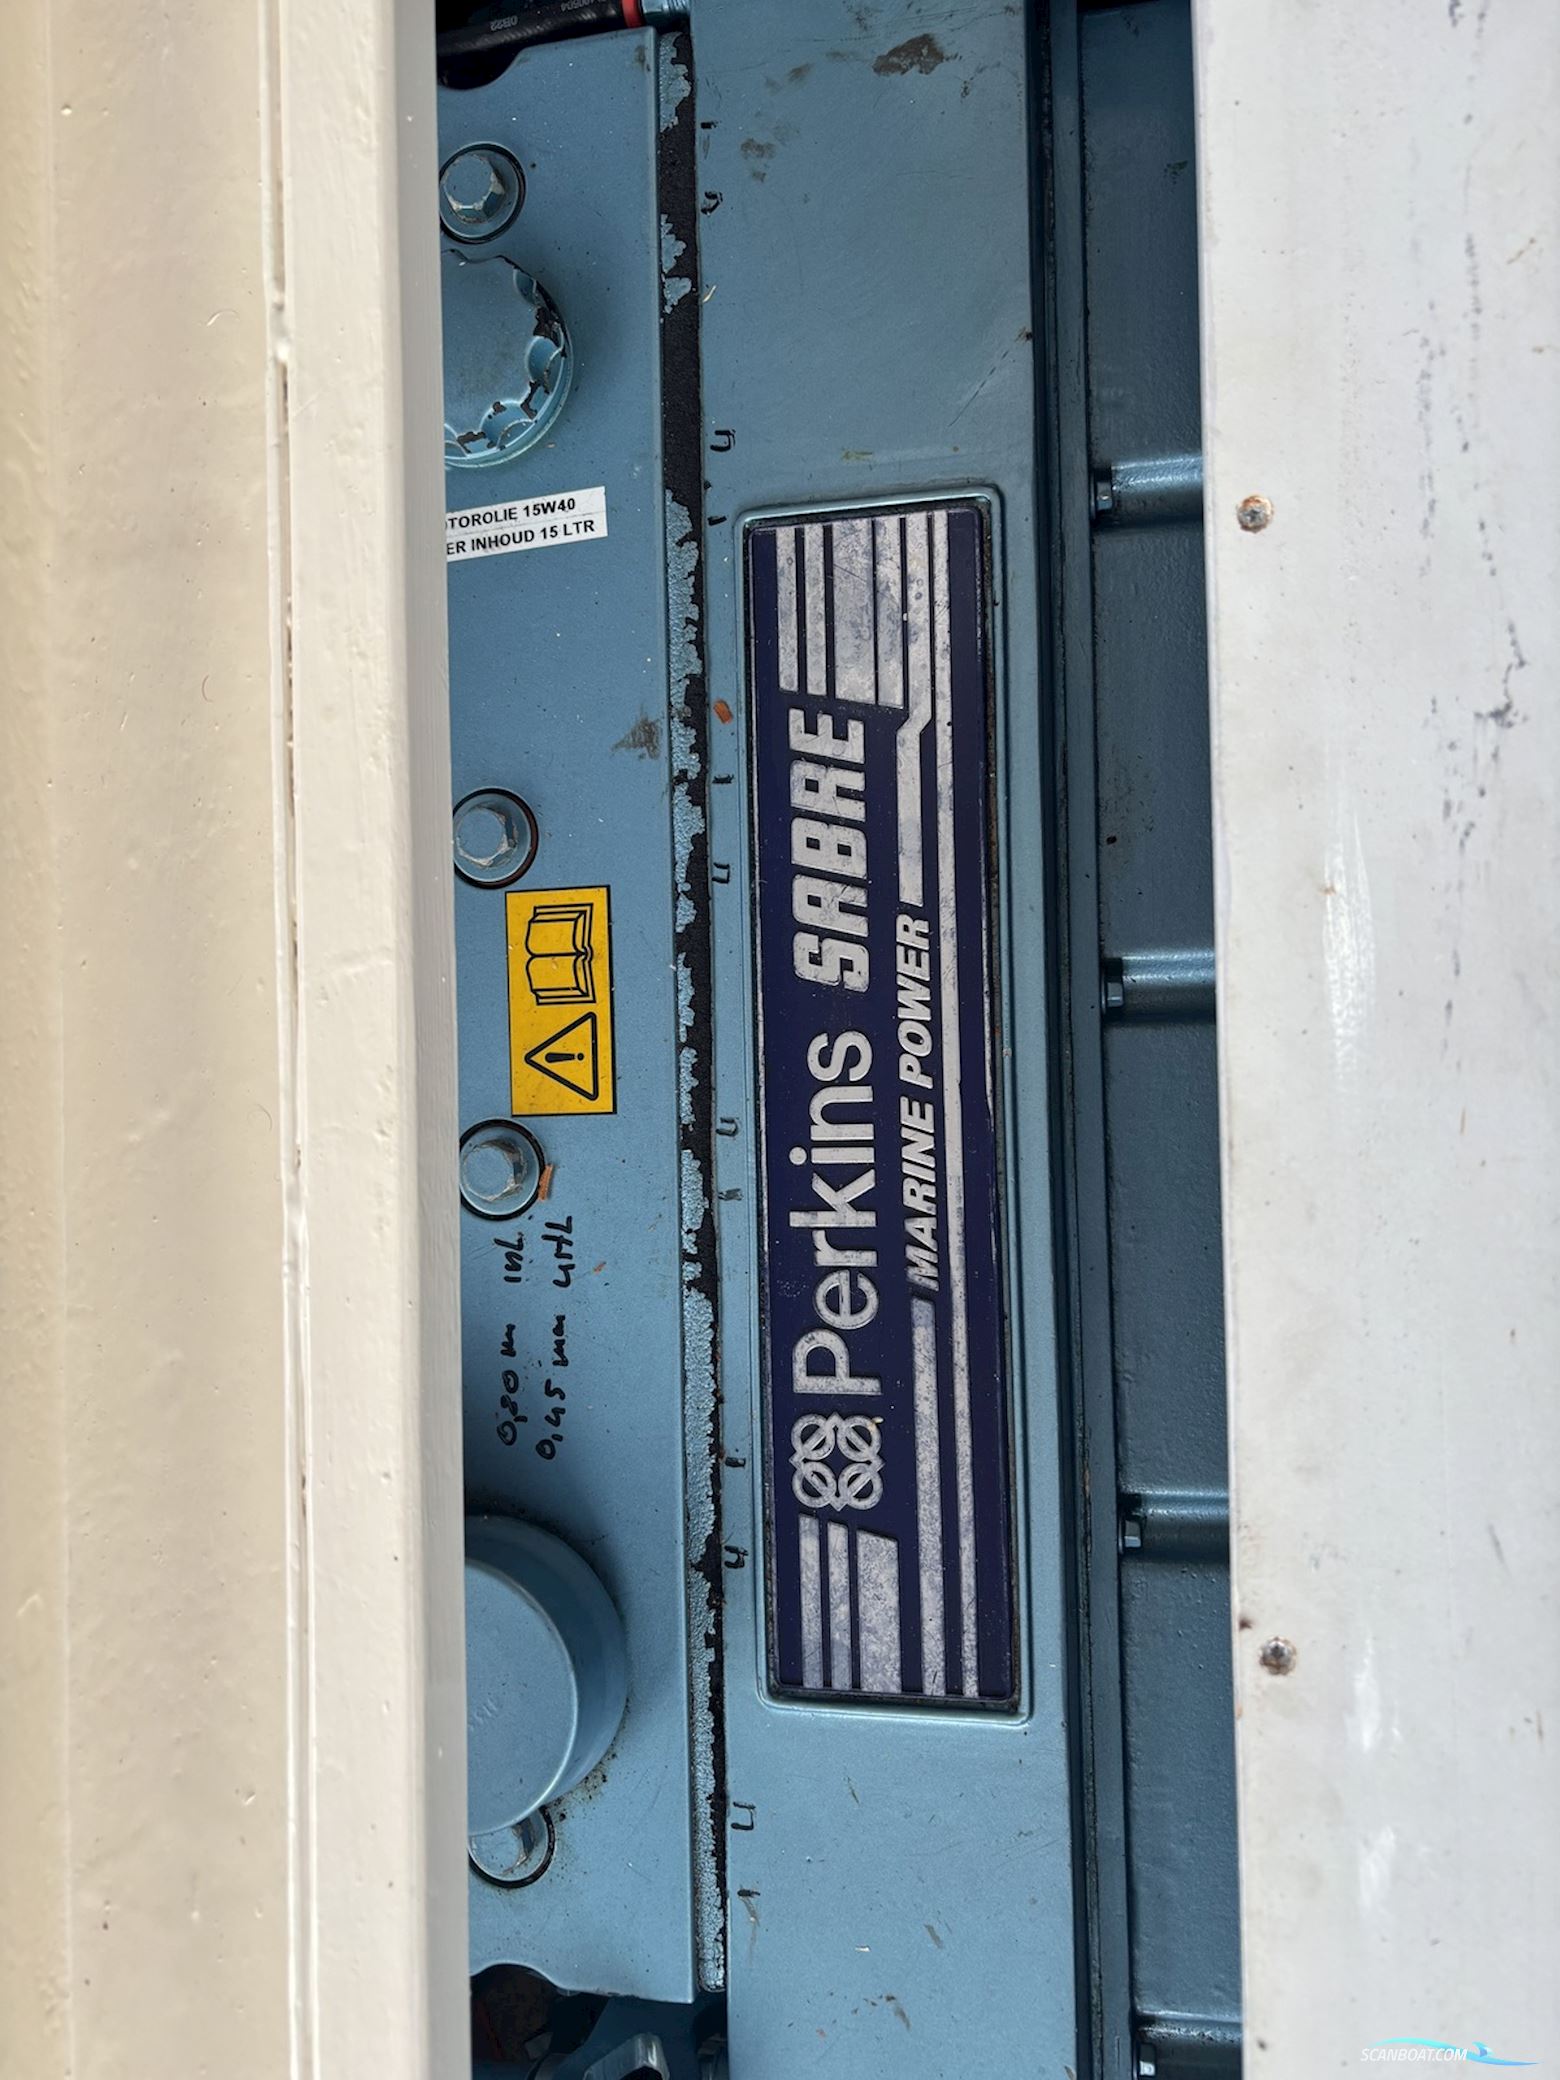 OTOROLIE 15W40
ER INHOUD 15 LTR
0,20 m inl.
0,45 mm uitl
Perkins SABRE
MARINE POWER
SCANBOAT.COM